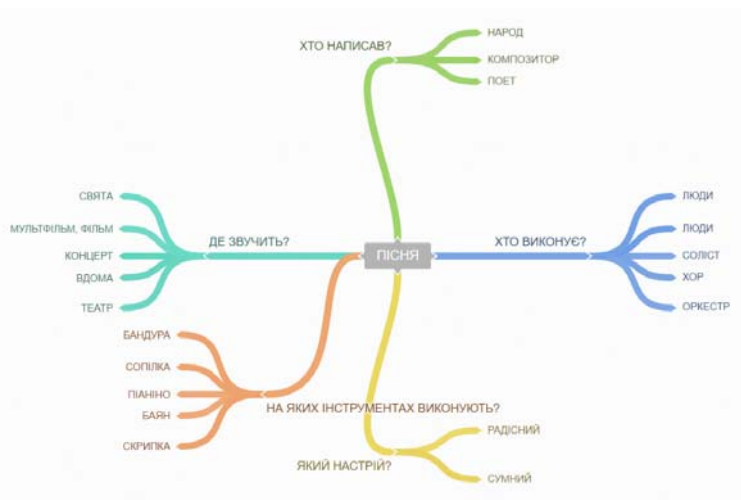 ХТО НАПИСАВ?
НАРОД
КОМПОЗИТОР
ПОЕТ
ПІСНЯ
ХТО ВИКОНУЄ?
ЛЮДИ
ЛЮДИ
СОЛІСТ
ХОР
ОРКЕСТР
ДЕ ЗВУЧИТЬ?
СВЯТА
МУЛЬТФІЛЬМ, ФІЛЬМ
КОНЦЕРТ
ВДОМА
ТЕАТР
НА ЯКИХ ІНСТРУМЕНТАХ ВИКОНУЮТЬ?
БАНДУРА
СОПІЛКА
ПІАНІНО
БАЯН
СКРИПКА
ЯКИЙ НАСТРІЙ?
РАДІСНИЙ
СУМНИЙ